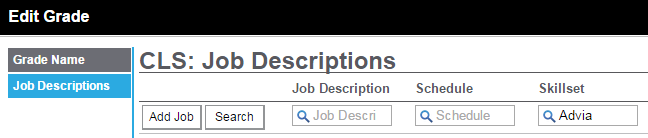 Edit Grade
Grade Name
Job Descriptions
CLS: Job Descriptions
Job Description Schedule Skillset
Add Job Search Job Descri Schedule Advia